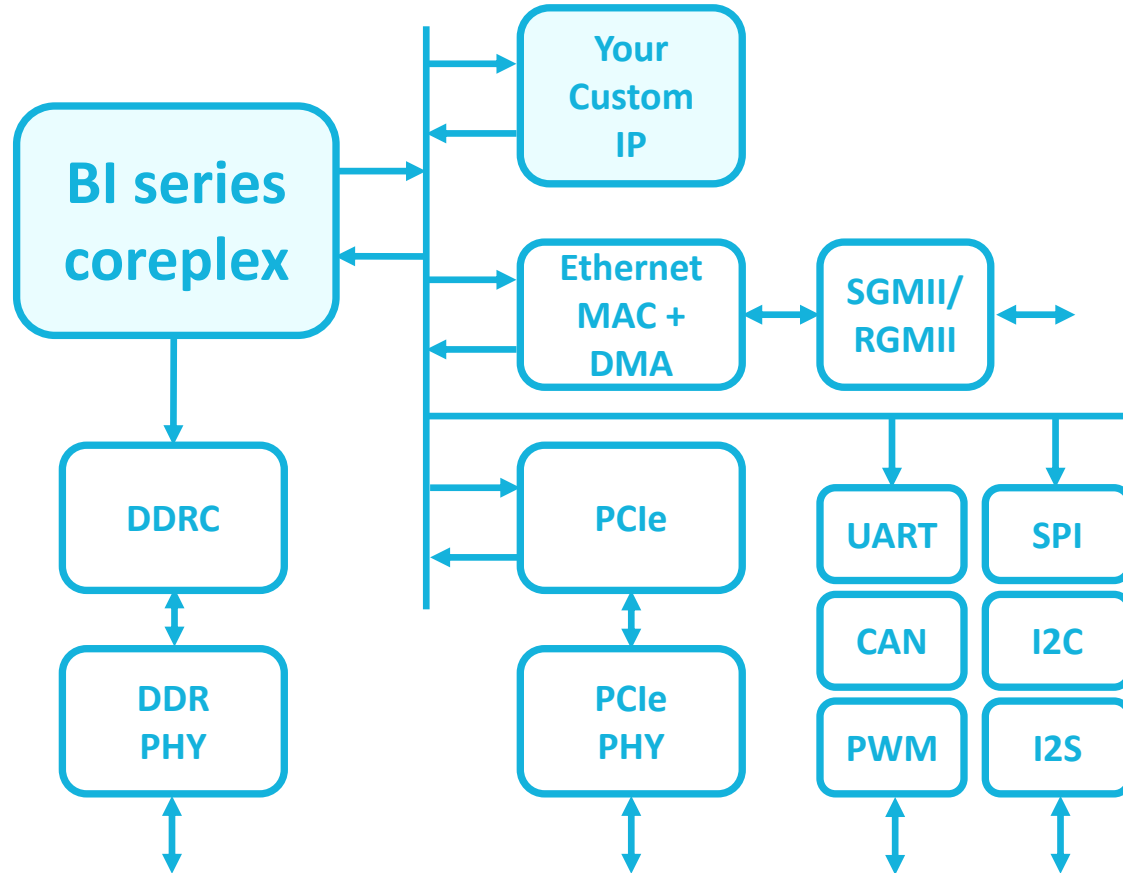 Your
Custom
IP
BI series
coreplex
Ethernet
MAC +
DMA
SGMII/
RGMII
DDRC
PCIe
UART
SPI
CAN
I2C
DDR
PHY
PCIe
PHY
PWM
I2S